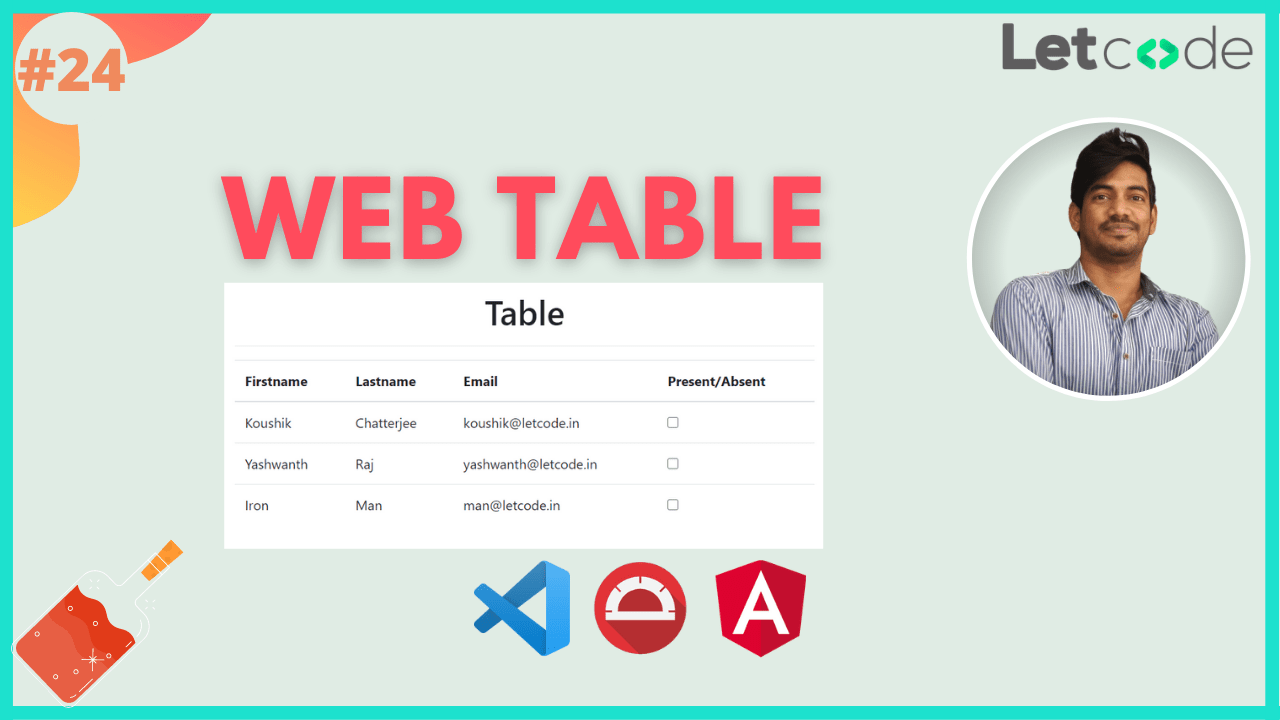 #24
Letcode
WEB TABLE
Table
Firstname Lastname Email Present/Absent
Koushik Chatterjee koushik@letcode.in
Yashwanth Raj yashwanth@letcode.in
Iron Man man@letcode.in
A